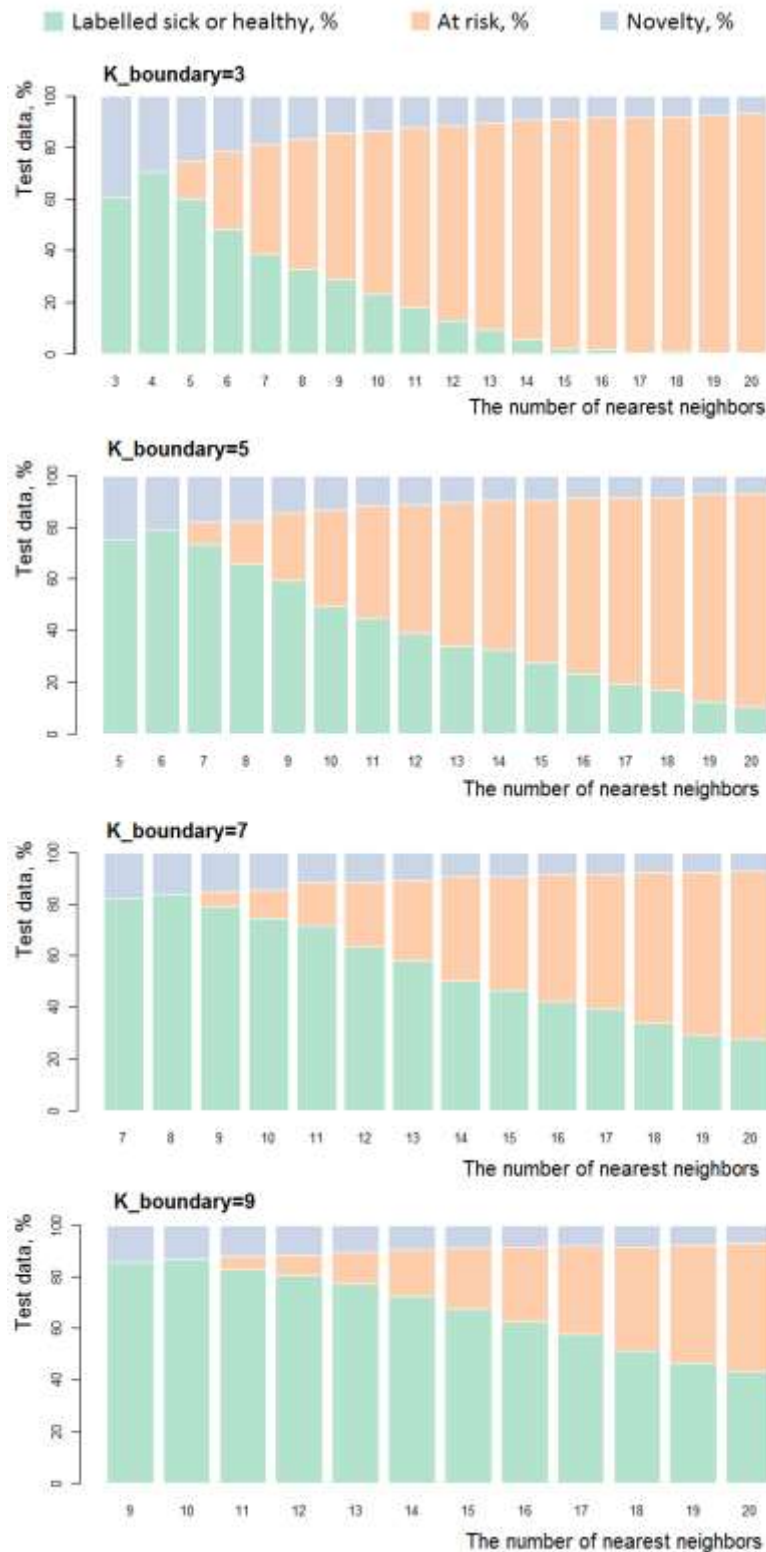 Labelled sick or healthy, % At risk, % Novelty, %
K_boundary=3
Test data, %
100
80
60
40
20
0
3 4 5 6 7 8 9 10 11 12 13 14 15 16 17 18 19 20
The number of nearest neighbors
K_boundary=5
Test data, %
100
80
60
40
20
0
5 6 7 8 9 10 11 12 13 14 15 16 17 18 19 20
The number of nearest neighbors
K_boundary=7
Test data, %
100
80
60
40
20
0
7 8 9 10 11 12 13 14 15 16 17 18 19 20
The number of nearest neighbors
K_boundary=9
Test data, %
100
80
60
40
20
0
9 10 11 12 13 14 15 16 17 18 19 20
The number of nearest neighbors